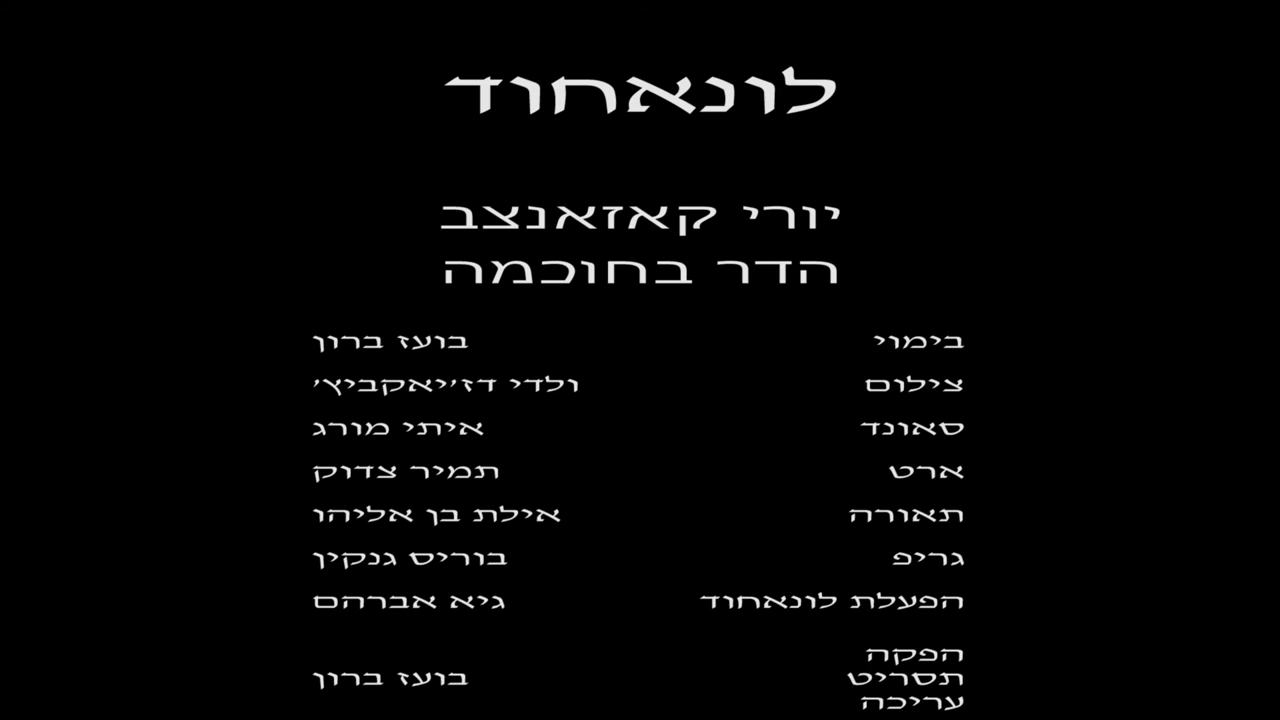 לונאחוד
יורי קאזאנצב
הדר בחוכמה
בימוי בועז ברון
צילום ולדי דז׳יאקביץ׳
סאונד איתי מורג
ארט תמיר צדוק
תאורה אילת בן אליהו
גריפ בוריס גנקין
הפעלת לונאחוד גיא אברהם
הפקה
תסריט בועז ברון
עריכה